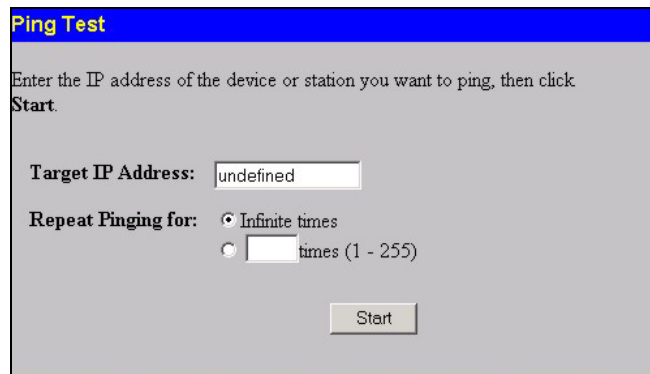 Ping Test
Enter the IP address of the device or station you want to ping, then click
Start.
Target IP Address: undefined
Repeat Pinging for: Infinite times
times (1 - 255)
Start